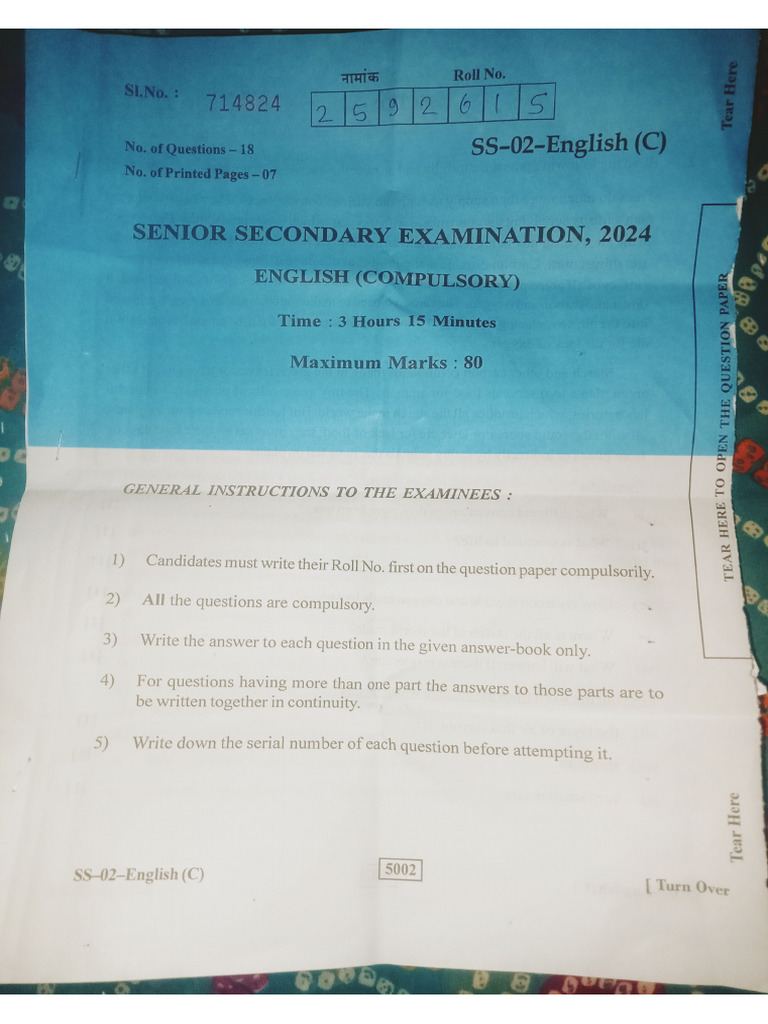 नामांक Roll No.
Sl.No. : 714824
2 5 9 2 6 1 5
No. of Questions – 18
SS–02–English (C)
No. of Printed Pages – 07
SENIOR SECONDARY EXAMINATION, 2024
ENGLISH (COMPULSORY)
Time : 3 Hours 15 Minutes
Maximum Marks : 80
GENERAL INSTRUCTIONS TO THE EXAMINEES :
1) Candidates must write their Roll No. first on the question paper compulsorily.
2) All the questions are compulsory.
3) Write the answer to each question in the given answer-book only.
4) For questions having more than one part the answers to those parts are to
be written together in continuity.
5) Write down the serial number of each question before attempting it.
SS–02–English (C)
5002
[ Turn Over
Tear Here
TEAR HERE TO OPEN THE QUESTION PAPER
Tear Here